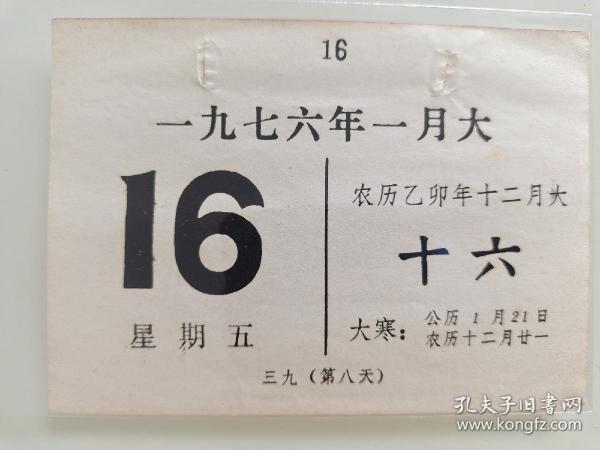 16
一九七六年一月大
16
星期五
农历乙卯年十二月大
十六
大寒：
公历1月21日
农历十二月廿一
三九（第八天）
孔夫子旧书网
www.kongfz.com